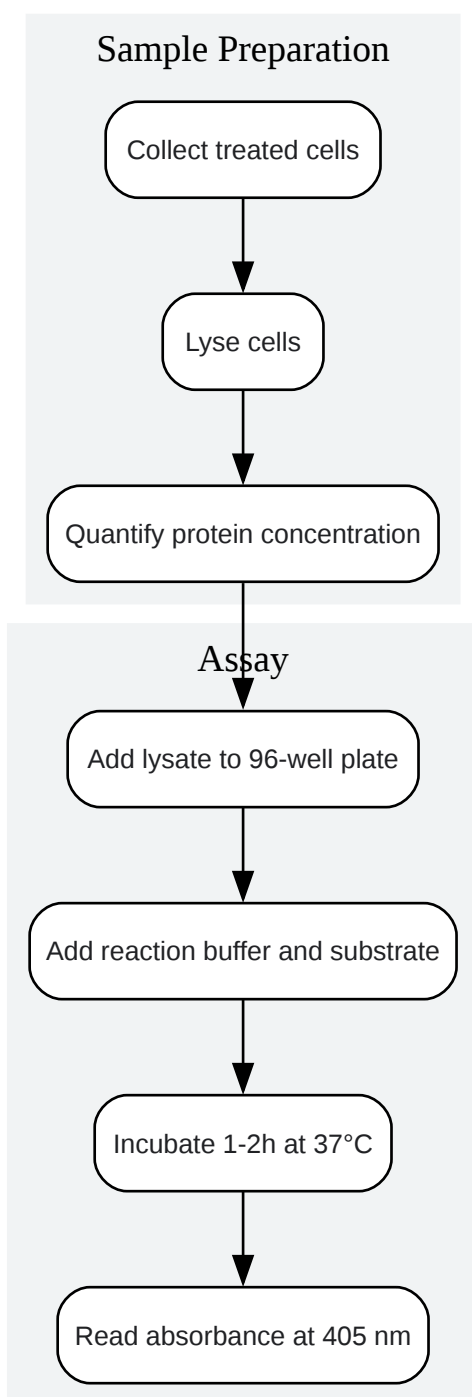 Sample Preparation
Collect treated cells
Lyse cells
Quantify protein concentration
Assay
Add lysate to 96-well plate
Add reaction buffer and substrate
Incubate 1-2h at 37°C
Read absorbance at 405 nm